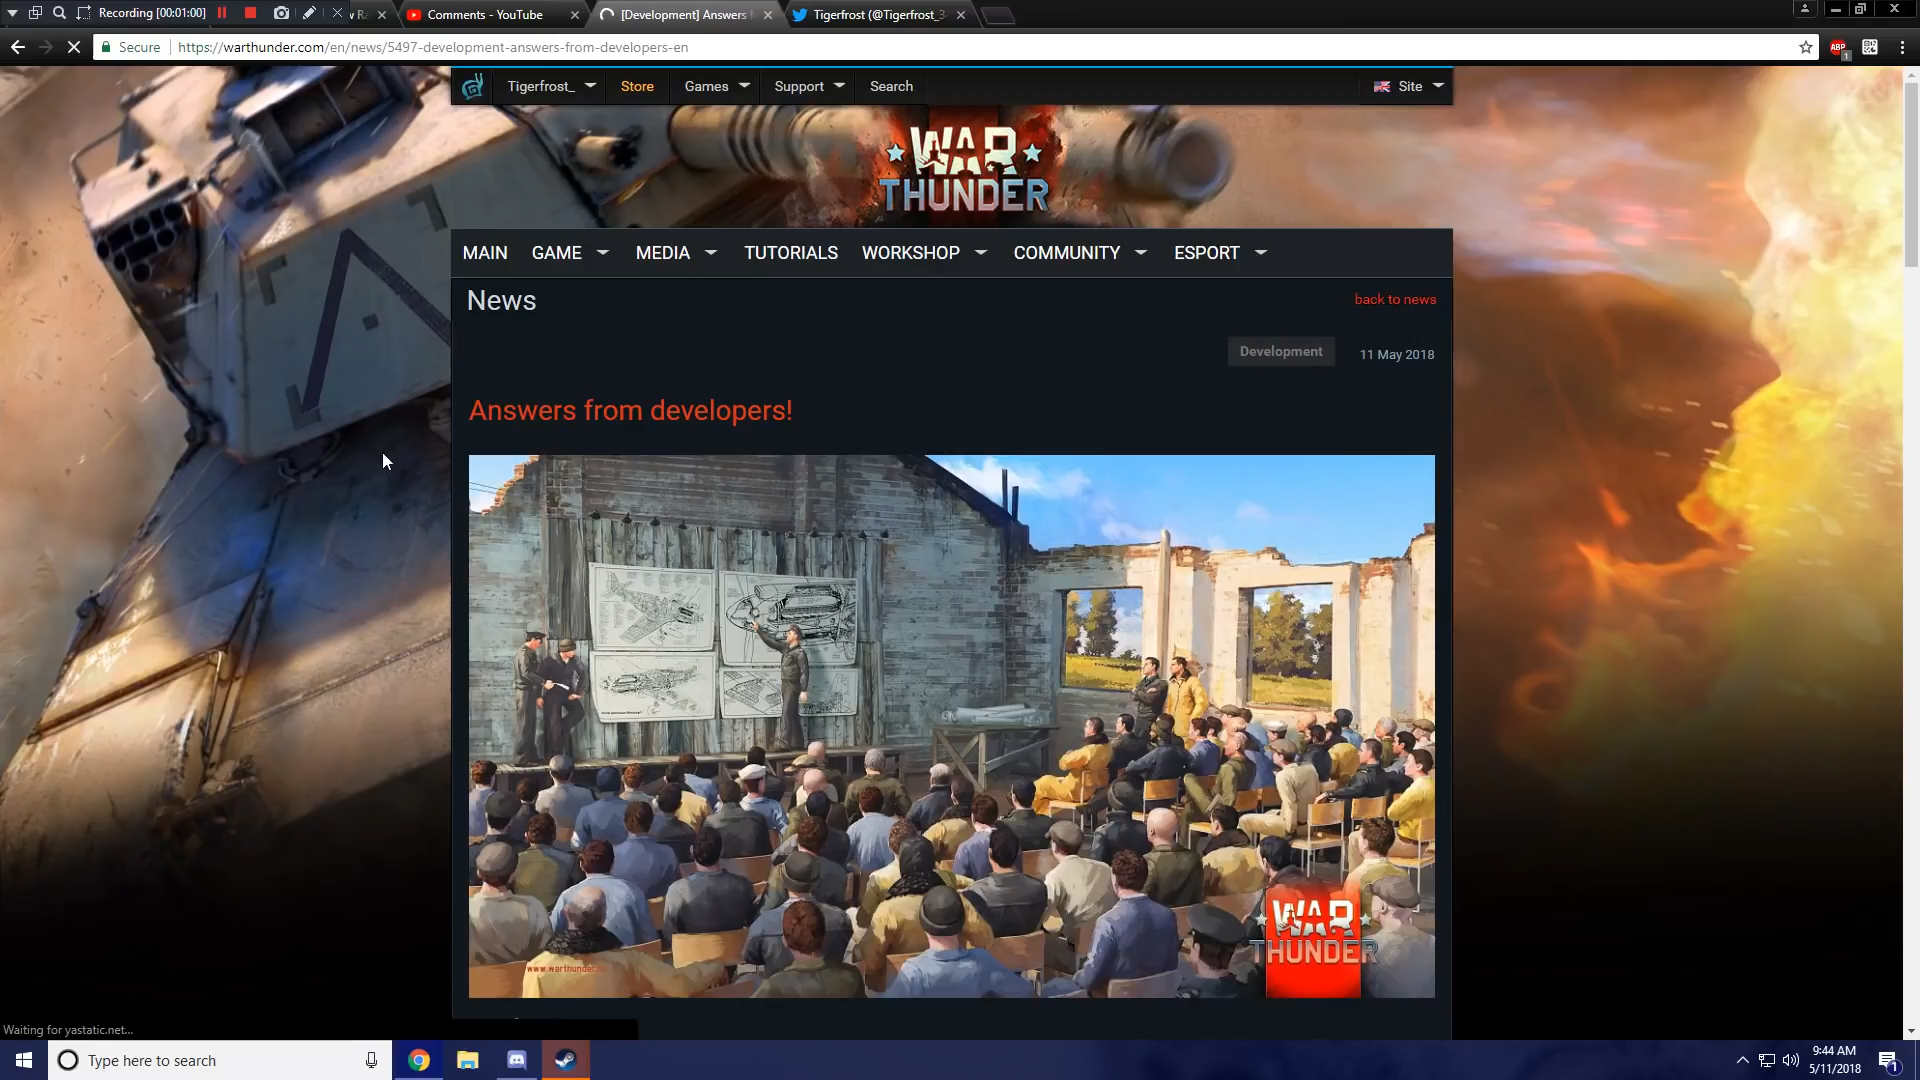 Recording [00:01:00]
Comments - YouTube
[Development] Answers
Tigerfrost (@Tigerfrost_3
Secure
https://warthunder.com/en/news/5497-development-answers-from-developers-en
ABP
1
Tigerfrost_
Store
Games
Support
Search
Site
WAR
THUNDER
MAIN
GAME
MEDIA
TUTORIALS
WORKSHOP
COMMUNITY
ESPORT
News
back to news
Development
11 May 2018
Answers from developers!
WAR
THUNDER
Waiting for yastatic.net...
Type here to search
9:44 AM
5/11/2018
1